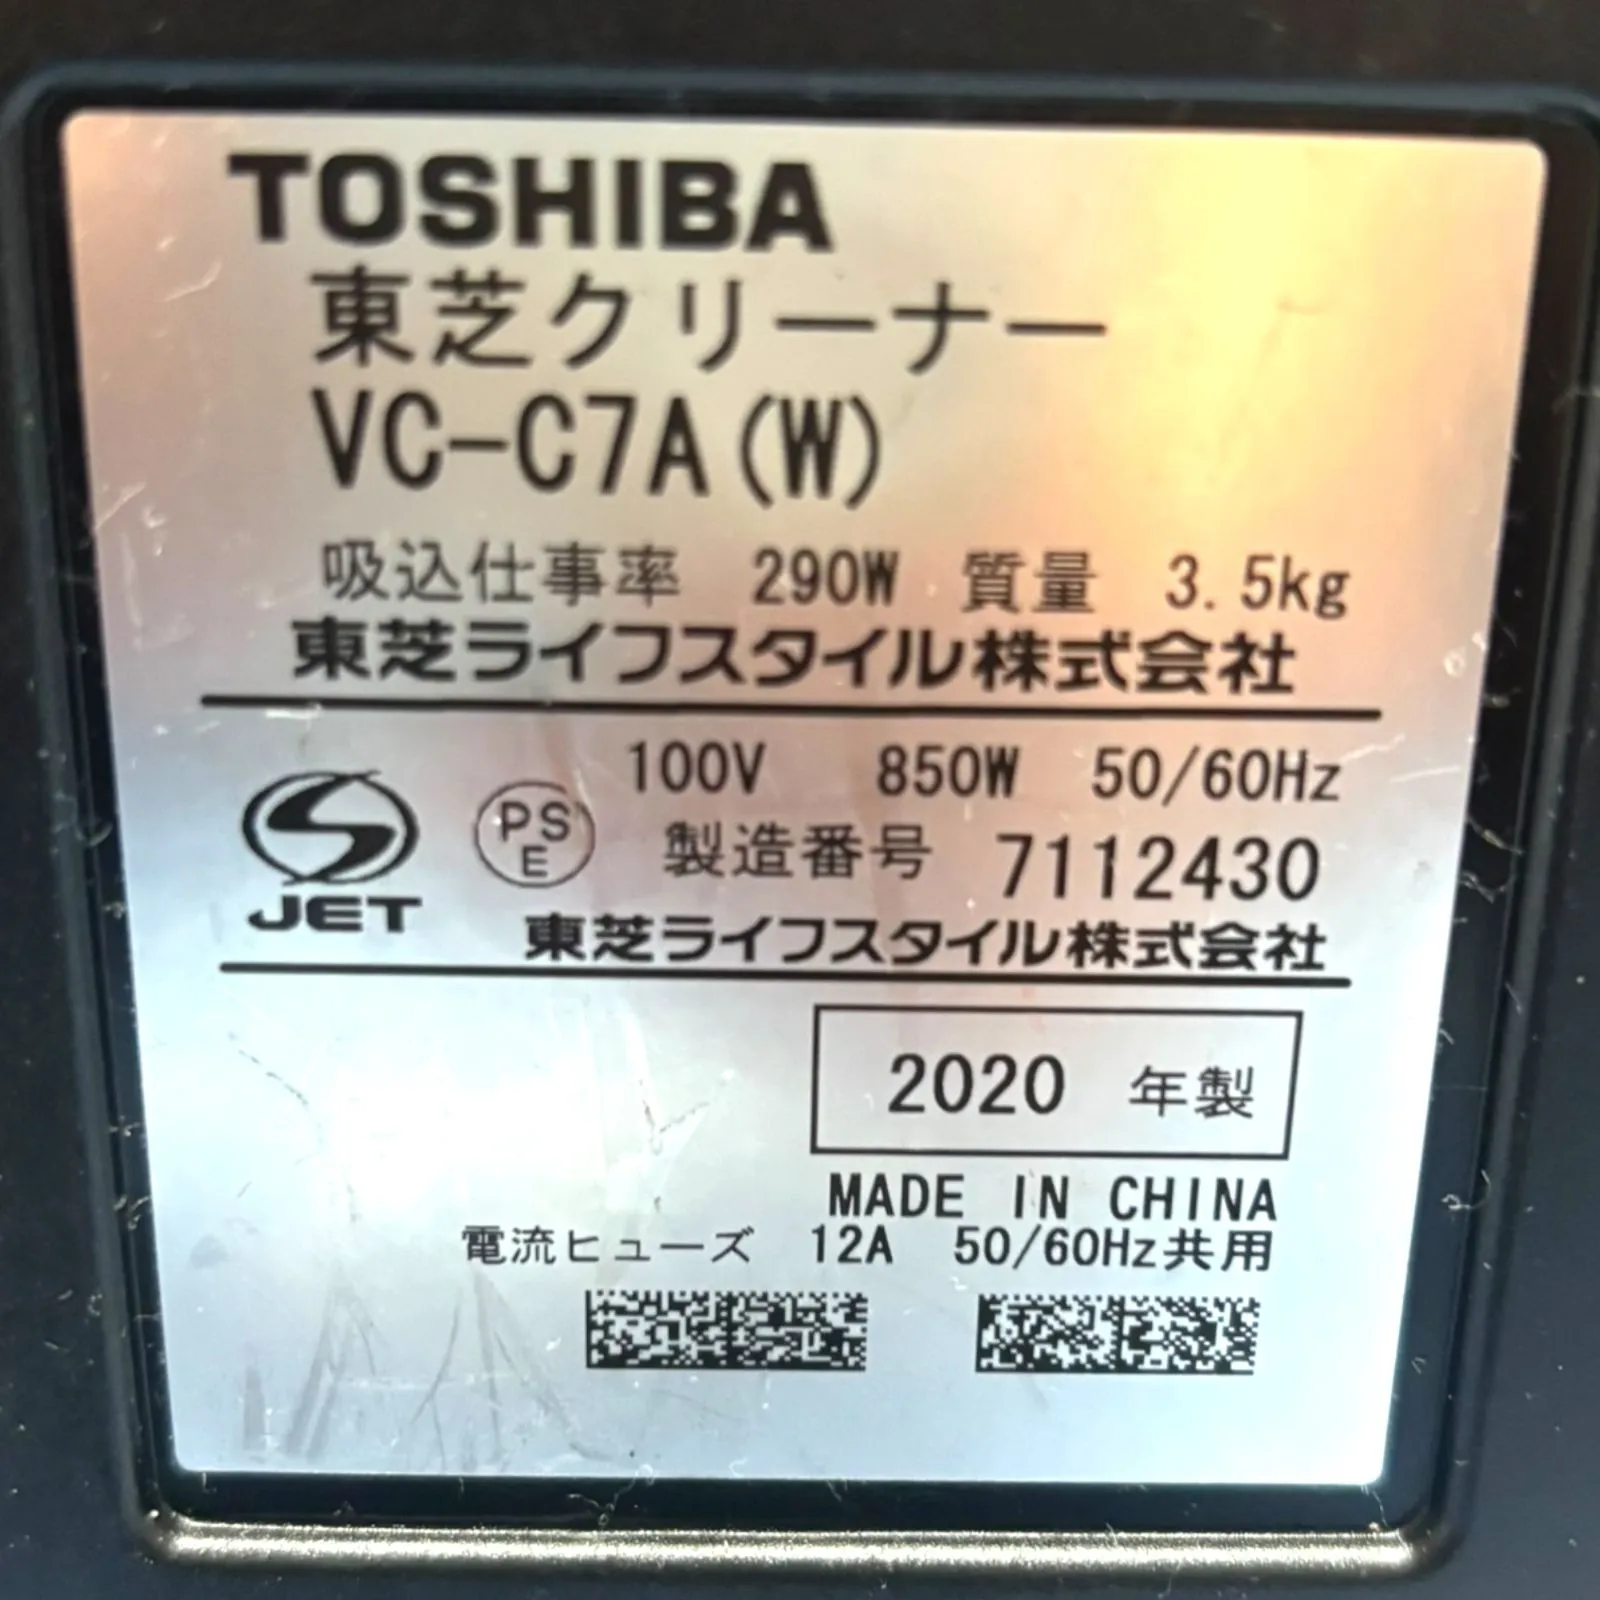 TOSHIBA
東芝クリーナー
VC-C7A(W)
吸込仕事率 290W 質量 3.5kg
東芝ライフスタイル株式会社
100V 850W 50/60Hz
PS
E
製造番号 7112430
JET
東芝ライフスタイル株式会社
2020 年製
MADE IN CHINA
電流ヒューズ 12A 50/60Hz共用